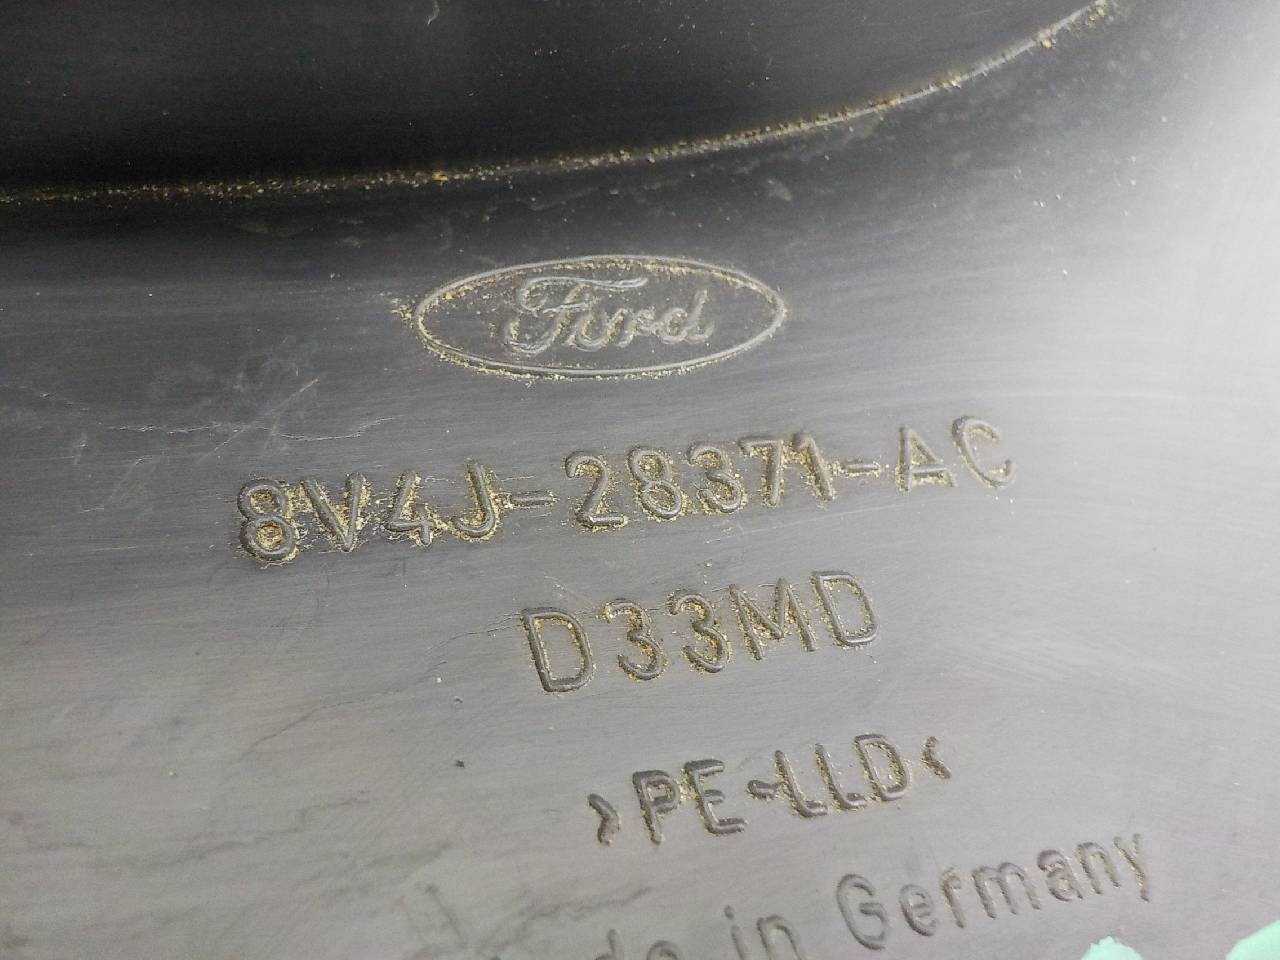 Ford
8V4J-28371-AC
D33MD
>PE-LLD<
in Germany